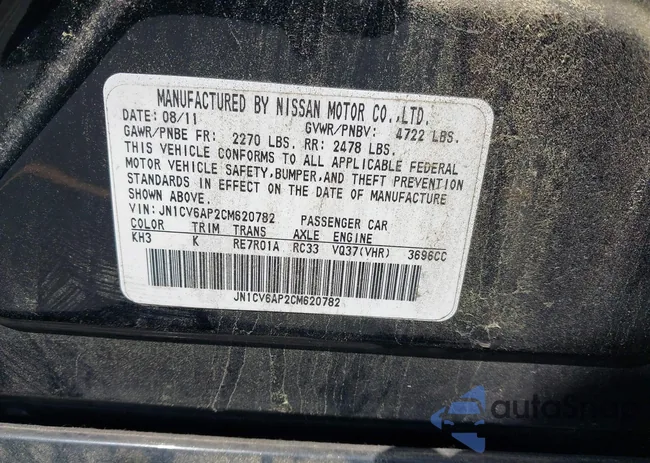 MANUFACTURED BY NISSAN MOTOR CO.,LTD.
DATE: 08/11 GVWR/PNBV: 4722 LBS.
GAWR/PNBE FR: 2270 LBS. RR: 2478 LBS.
THIS VEHICLE CONFORMS TO ALL APPLICABLE FEDERAL
MOTOR VEHICLE SAFETY, BUMPER, AND THEFT PREVENTION
STANDARDS IN EFFECT ON THE DATE OF MANUFACTURE
SHOWN ABOVE.
VIN: JN1CV6AP2CM620782 PASSENGER CAR
COLOR TRIM TRANS AXLE ENGINE
KH3 K RE7R01A RC33 VQ37(VHR) 3696CC
JN1CV6AP2CM620782